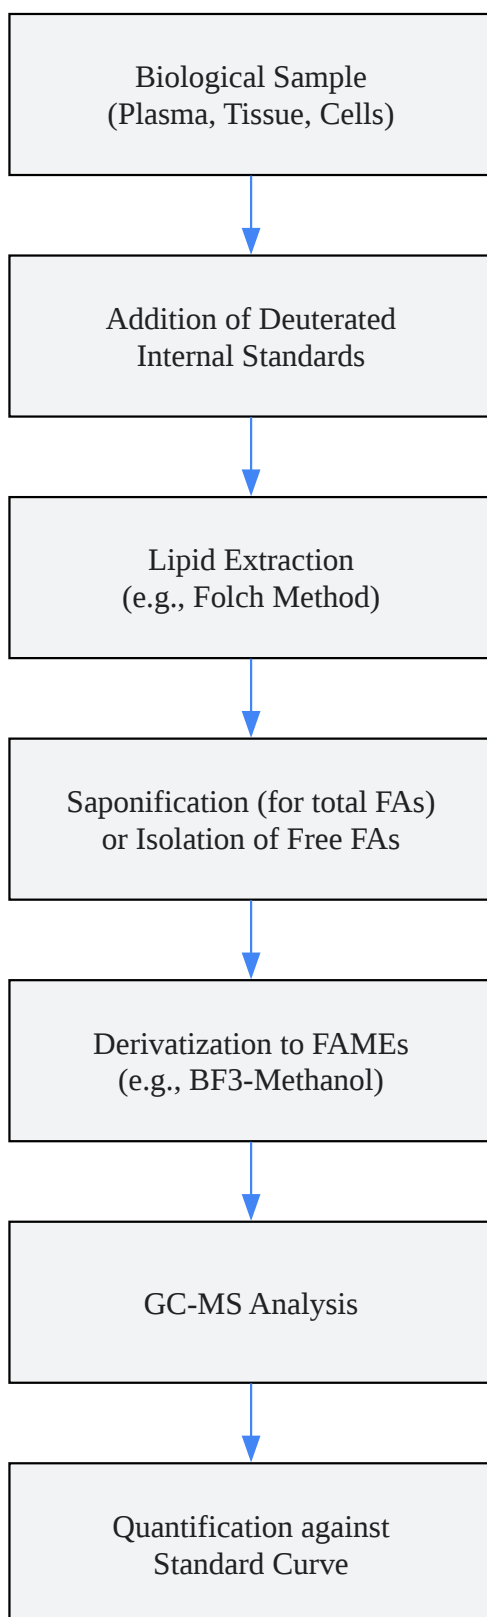 Biological Sample
(Plasma, Tissue, Cells)
Addition of Deuterated
Internal Standards
Lipid Extraction
(e.g., Folch Method)
Saponification (for total FAs)
or Isolation of Free FAs
Derivatization to FAMEs
(e.g., BF3-Methanol)
GC-MS Analysis
Quantification against
Standard Curve